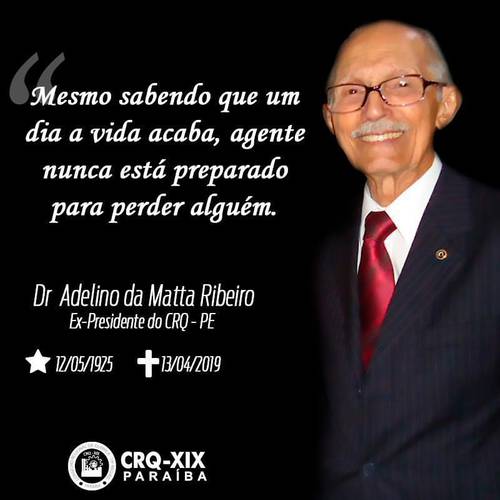 “
Mesmo sabendo que um
dia a vida acaba, agente
nunca está preparado
para perder alguém.
Dr Adelino da Matta Ribeiro
Ex-Presidente do CRQ - PE
12/05/1925 13/04/2019
CRQ-XIX
PARAÍBA